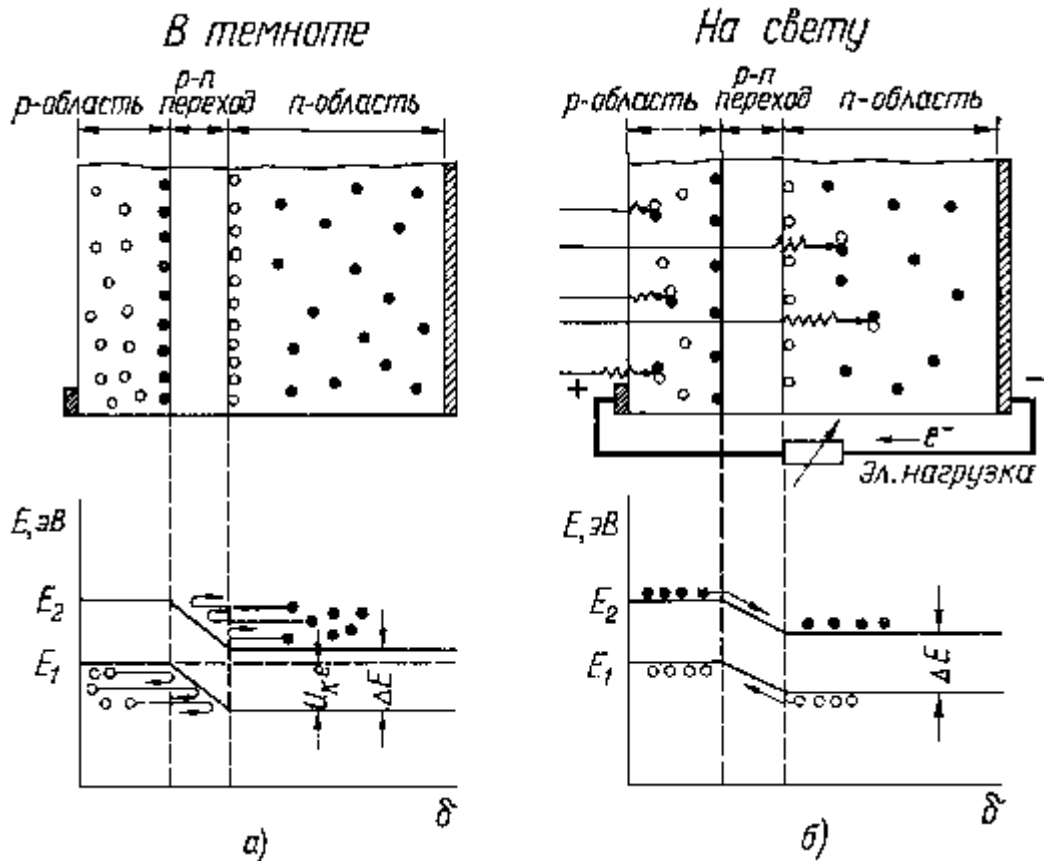 В темноте
р-п
р-область
переход
п-область
E, эВ
E₂
E₁
Uк e
ΔE
δ
а)
На свету
р-п
р-область
переход
п-область
+
−
e⁻
Эл. нагрузка
E, эВ
E₂
E₁
ΔE
δ
б)